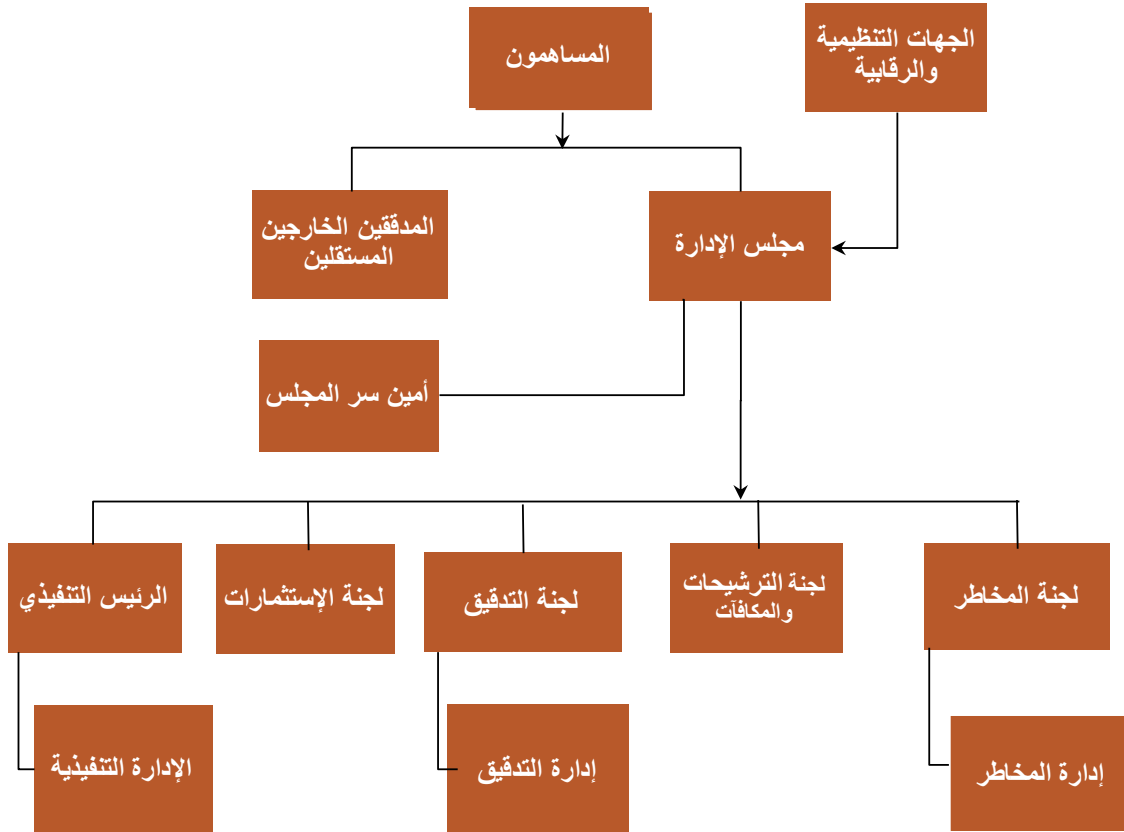 الجهات التنظيمية
والرقابية
المساهمون
مجلس الإدارة
المدققين الخارجين
المستقلين
أمين سر المجلس
لجنة المخاطر
لجنة الترشيحات
والمكافآت
لجنة التدقيق
لجنة الإستثمارات
الرئيس التنفيذي
إدارة المخاطر
إدارة التدقيق
الإدارة التنفيذية